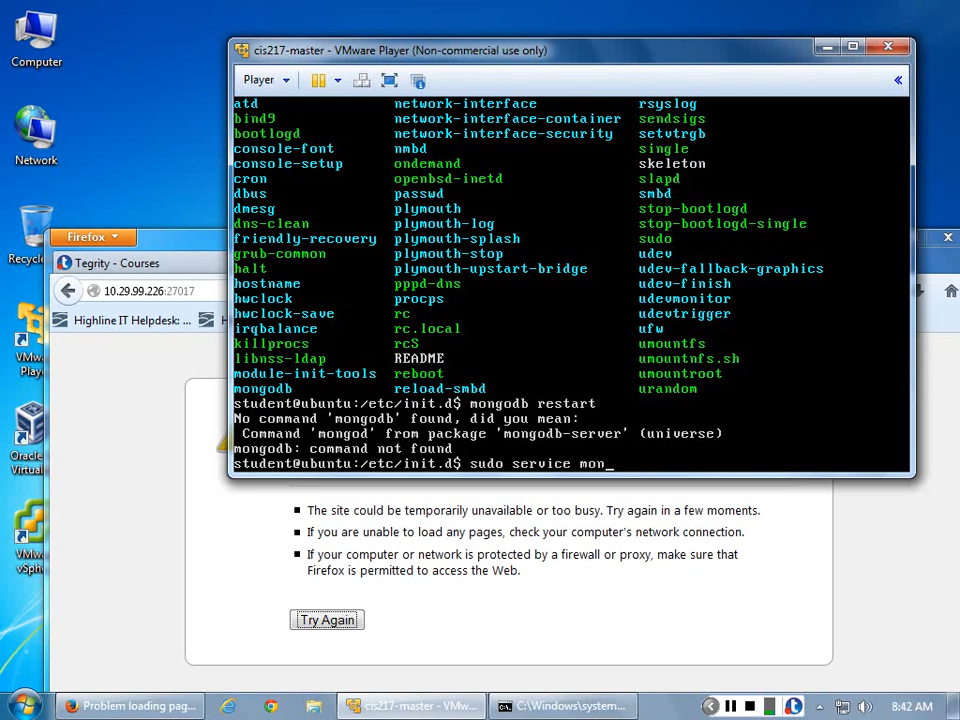 Computer
Network
Recycle
VMwa
Playe
Oracle
Virtual
VMw
vSphe
cis217-master - VMware Player (Non-commercial use only)
Player
«
atd network-interface rsyslog
bind9 network-interface-container sendsigs
bootlogd network-interface-security setvtrgb
console-font nmbd single
console-setup ondemand skeleton
cron openbsd-inetd slapd
dbus passwd smbd
dmesg plymouth stop-bootlogd
dns-clean plymouth-log stop-bootlogd-single
friendly-recovery plymouth-splash sudo
grub-common plymouth-stop udev
halt plymouth-upstart-bridge udev-fallback-graphics
hostname pppd-dns udev-finish
hwclock procps udevmonitor
hwclock-save rc udevtrigger
irqbalance rc.local ufw
killprocs rcS umountfs
libnss-ldap README umountnfs.sh
module-init-tools reboot umountroot
mongodb reload-smbd urandom
student@ubuntu:/etc/init.d$ mongodb restart
No command 'mongodb' found, did you mean:
Command 'mongod' from package 'mongodb-server' (universe)
mongodb: command not found
student@ubuntu:/etc/init.d$ sudo service mon_
Firefox
Tegrity - Courses
10.29.99.226:27017
Highline IT Helpdesk: ...
The site could be temporarily unavailable or too busy. Try again in a few moments.
If you are unable to load any pages, check your computer's network connection.
If your computer or network is protected by a firewall or proxy, make sure that
Firefox is permitted to access the Web.
Try Again
Problem loading pag...
cis217-master - VMw...
C:\Windows\system...
8:42 AM